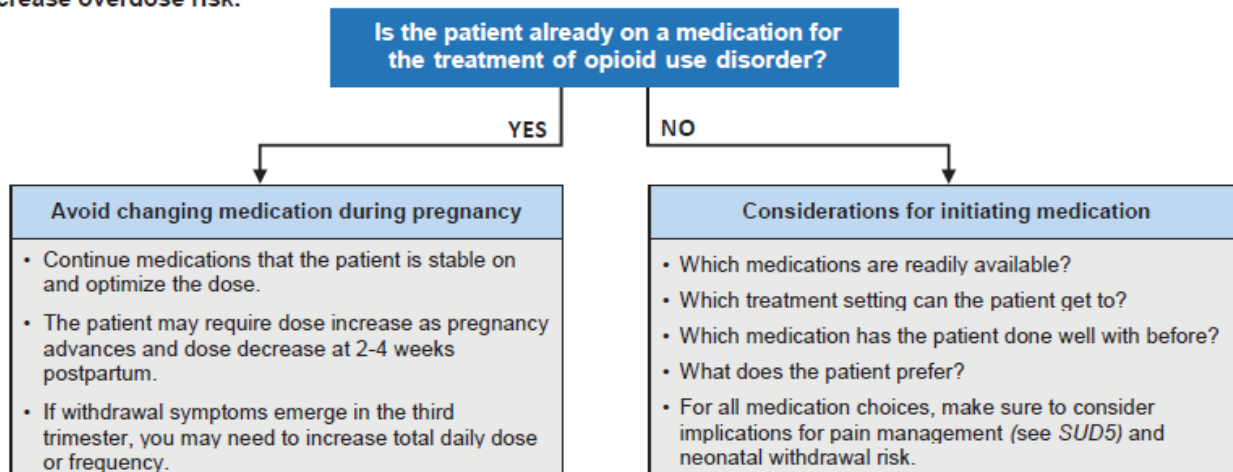 crease overdose risk.
Is the patient already on a medication for
the treatment of opioid use disorder?
YES
NO
Avoid changing medication during pregnancy
• Continue medications that the patient is stable on
and optimize the dose.
• The patient may require dose increase as pregnancy
advances and dose decrease at 2-4 weeks
postpartum.
• If withdrawal symptoms emerge in the third
trimester, you may need to increase total daily dose
or frequency.
Considerations for initiating medication
• Which medications are readily available?
• Which treatment setting can the patient get to?
• Which medication has the patient done well with before?
• What does the patient prefer?
• For all medication choices, make sure to consider
implications for pain management (see SUD5) and
neonatal withdrawal risk.